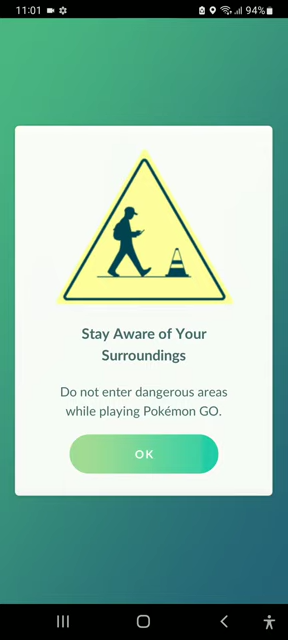 11:01 94%
Stay Aware of Your
Surroundings
Do not enter dangerous areas
while playing Pokémon GO.
OK